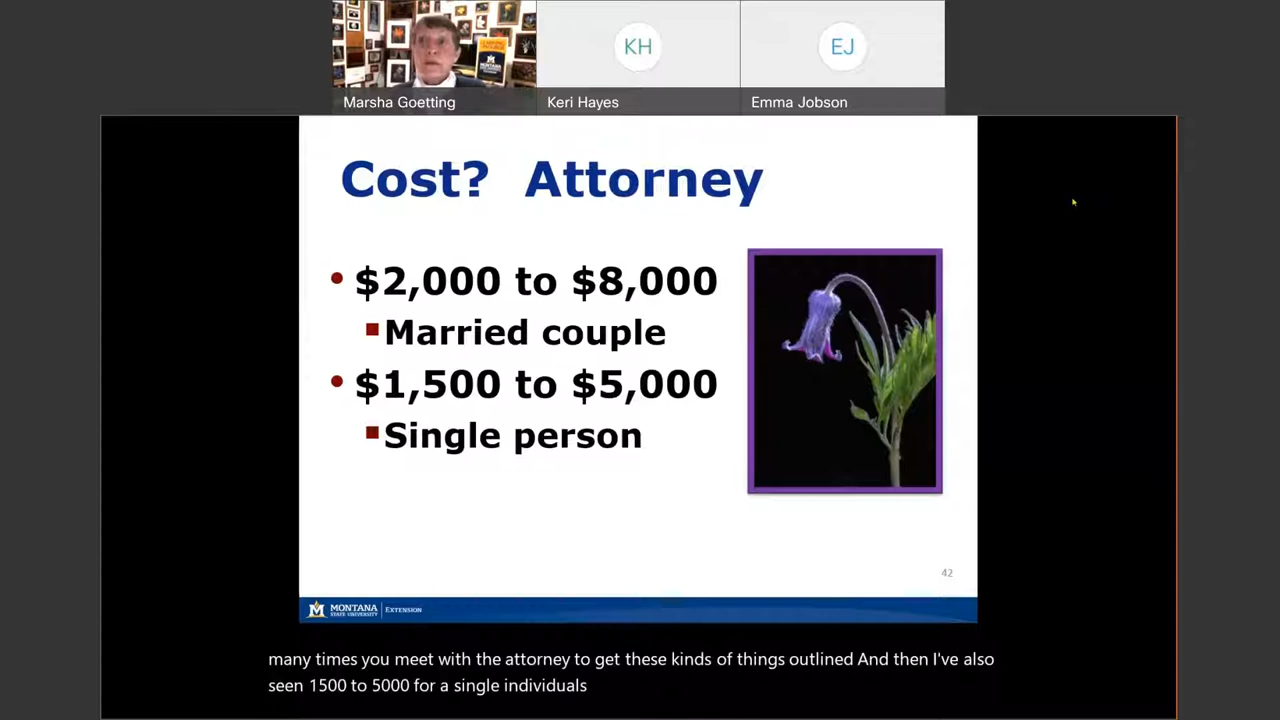 KH
EJ
Marsha Goetting
Keri Hayes
Emma Jobson
Cost? Attorney
• $2,000 to $8,000
Married couple
• $1,500 to $5,000
Single person
42
MONTANA
STATE UNIVERSITY
EXTENSION
many times you meet with the attorney to get these kinds of things outlined And then I've also
seen 1500 to 5000 for a single individuals